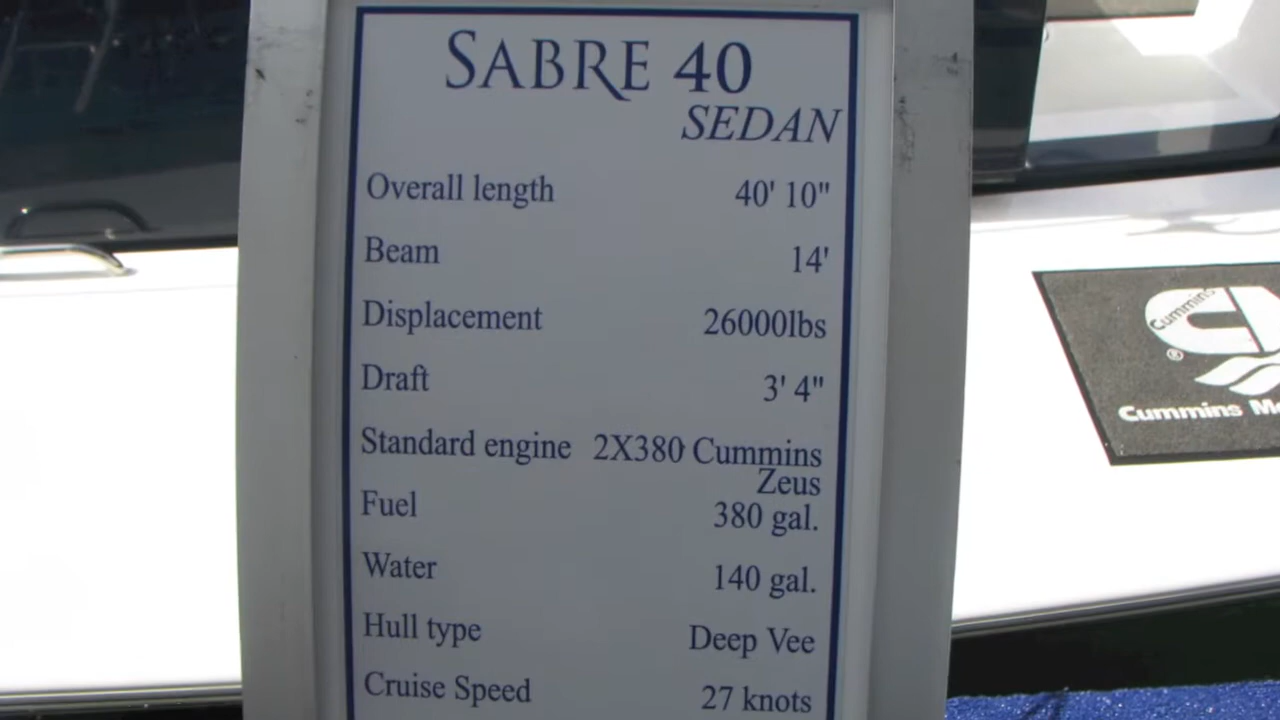 SABRE 40
SEDAN
Overall length 40' 10"
Beam 14'
Displacement 26000lbs
Draft 3' 4"
Standard engine 2X380 Cummins
Zeus
Fuel 380 gal.
Water 140 gal.
Hull type Deep Vee
Cruise Speed 27 knots
Cummins
®
Cummins